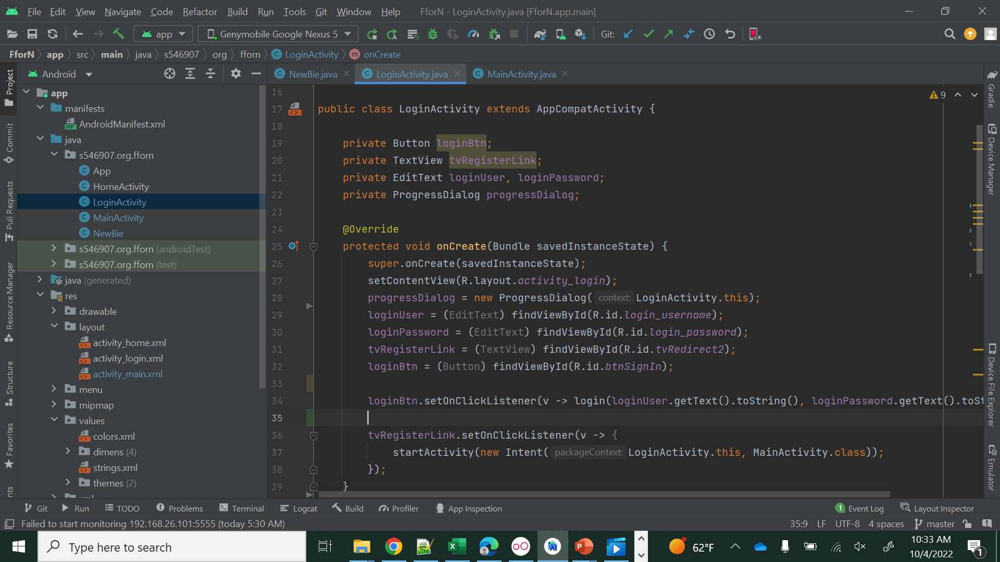 File Edit View Navigate Code Refactor Build Run Tools Git Window Help FforN - LoginActivity.java [FforN.app.main]
app Genymobile Google Nexus 5 Git:
FforN app src main java s546907 org fforn LoginActivity onCreate
Android
NewBie.java LoginActivity.java MainActivity.java
Project
Commit
Pull Requests
Resource Manager
Structure
Favorites
nts
app
manifests
AndroidManifest.xml
java
s546907.org.fforn
App
HomeActivity
LoginActivity
MainActivity
NewBie
s546907.org.fforn (androidTest)
s546907.org.fforn (test)
java (generated)
res
drawable
layout
activity_home.xml
activity_login.xml
activity_main.xml
menu
mipmap
values
colors.xml
dimens (4)
strings.xml
themes (2)
9
16
17 public class LoginActivity extends AppCompatActivity {
18
19 private Button loginBtn;
20 private TextView tvRegisterLink;
21 private EditText loginUser, loginPassword;
22 private ProgressDialog progressDialog;
23
24 @Override
25 protected void onCreate(Bundle savedInstanceState) {
26 super.onCreate(savedInstanceState);
27 setContentView(R.layout.activity_login);
28 progressDialog = new ProgressDialog( context: LoginActivity.this);
29 loginUser = (EditText) findViewById(R.id.login_username);
30 loginPassword = (EditText) findViewById(R.id.login_password);
31 tvRegisterLink = (TextView) findViewById(R.id.tvRedirect2);
32 loginBtn = (Button) findViewById(R.id.btnSignIn);
33
34 loginBtn.setOnClickListener(v -> login(loginUser.getText().toString(), loginPassword.getText().toSt
35
36 tvRegisterLink.setOnClickListener(v -> {
37 startActivity(new Intent( packageContext: LoginActivity.this, MainActivity.class));
38 });
39 }
Gradle
Device Manager
Device File Explorer
Emulator
Git Run TODO Problems Terminal Logcat Build Profiler App Inspection 1 Event Log Layout Inspector
Failed to start monitoring 192.168.26.101:5555 (today 5:30 AM) 35:9 LF UTF-8 4 spaces master
Type here to search 62°F 10:33 AM
10/4/2022 1